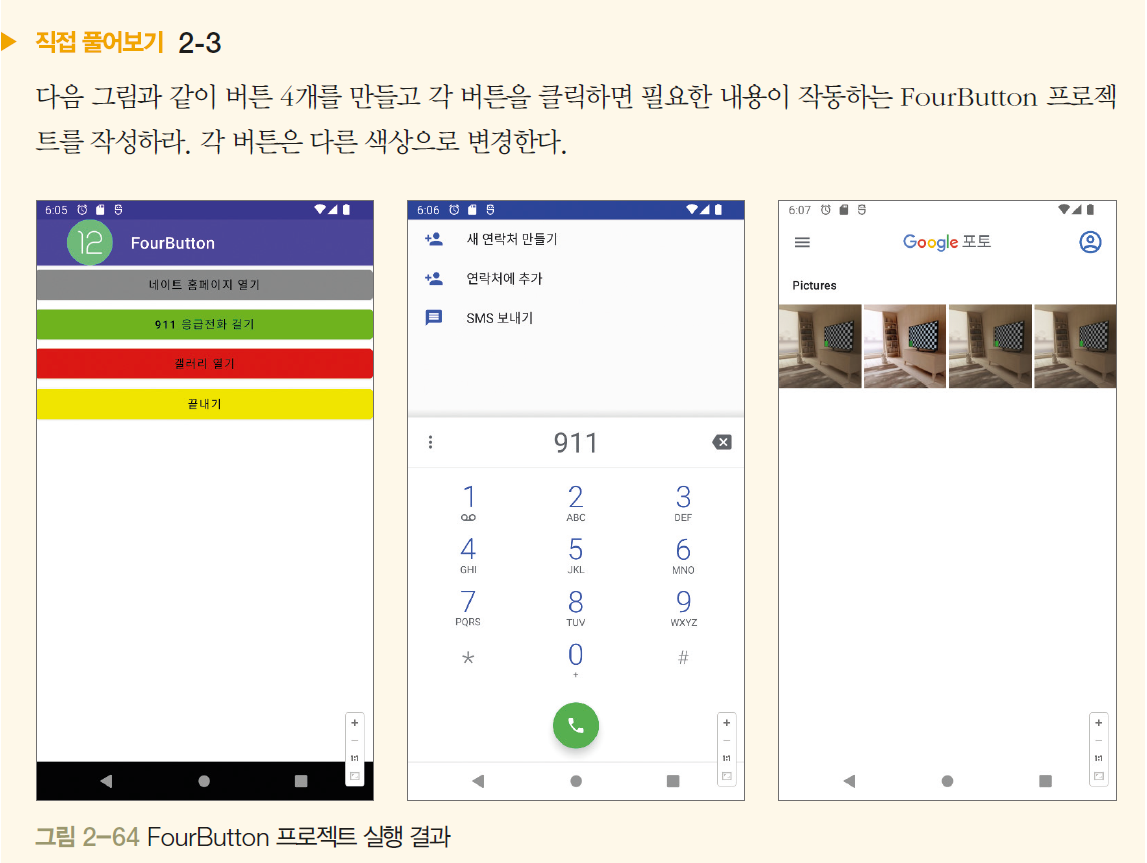 직접 풀어보기 2-3
다음 그림과 같이 버튼 4개를 만들고 각 버튼을 클릭하면 필요한 내용이 작동하는 FourButton 프로젝
트를 작성하라. 각 버튼은 다른 색상으로 변경한다.
6:05
12 FourButton
네이트 홈페이지 열기
911 응급전화 걸기
갤러리 열기
끝내기
1:1
6:06
새 연락처 만들기
연락처에 추가
SMS 보내기
911
1 2 3
ABC DEF
4 5 6
GHI JKL MNO
7 8 9
PQRS TUV WXYZ
* 0 #
+
1:1
6:07
Google 포토
Pictures
1:1
그림 2-64 FourButton 프로젝트 실행 결과